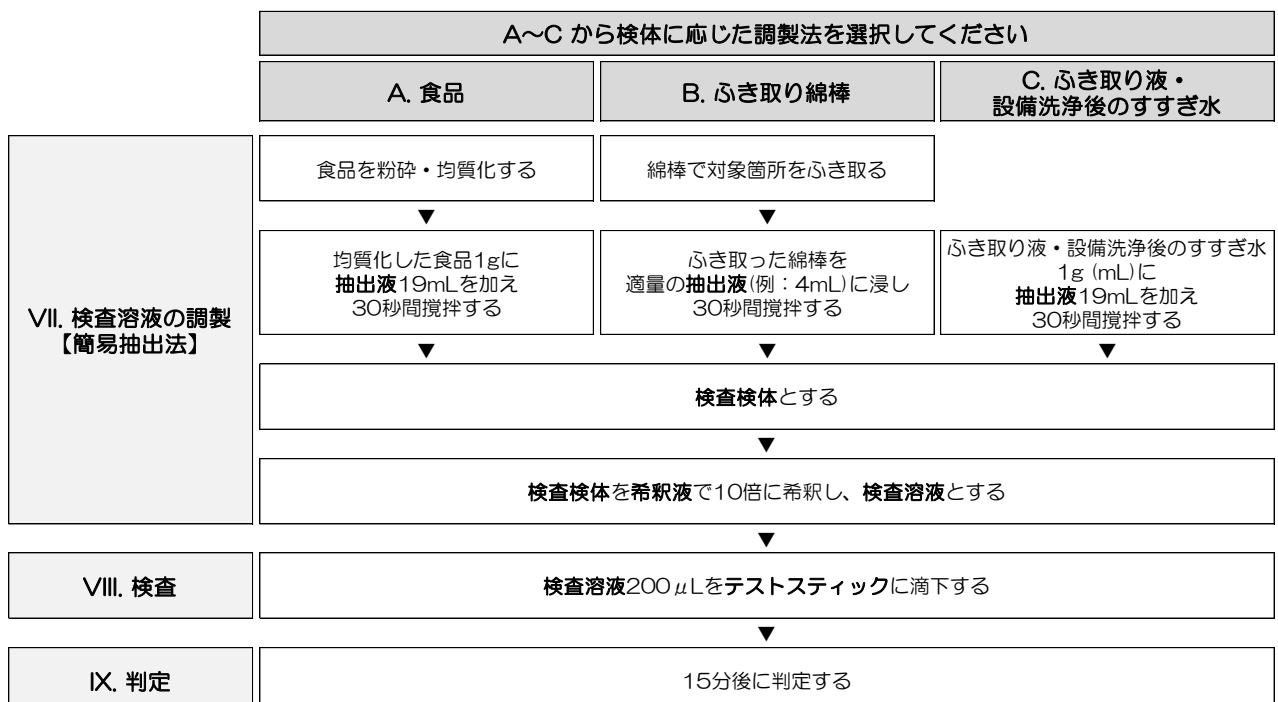 A～C から検体に応じた調製法を選択してください
A. 食品
B. ふき取り綿棒
C. ふき取り液・
設備洗浄後のすすぎ水
VII. 検査溶液の調製
【簡易抽出法】
食品を粉砕・均質化する
綿棒で対象箇所をふき取る
▼
▼
均質化した食品1gに
抽出液19mLを加え
30秒間撹拌する
ふき取った綿棒を
適量の抽出液(例：4mL)に浸し
30秒間撹拌する
ふき取り液・設備洗浄後のすすぎ水
1g (mL)に
抽出液19mLを加え
30秒間撹拌する
▼
▼
▼
検査検体とする
▼
検査検体を希釈液で10倍に希釈し、検査溶液とする
▼
VIII. 検査
検査溶液200μLをテストスティックに滴下する
▼
IX. 判定
15分後に判定する